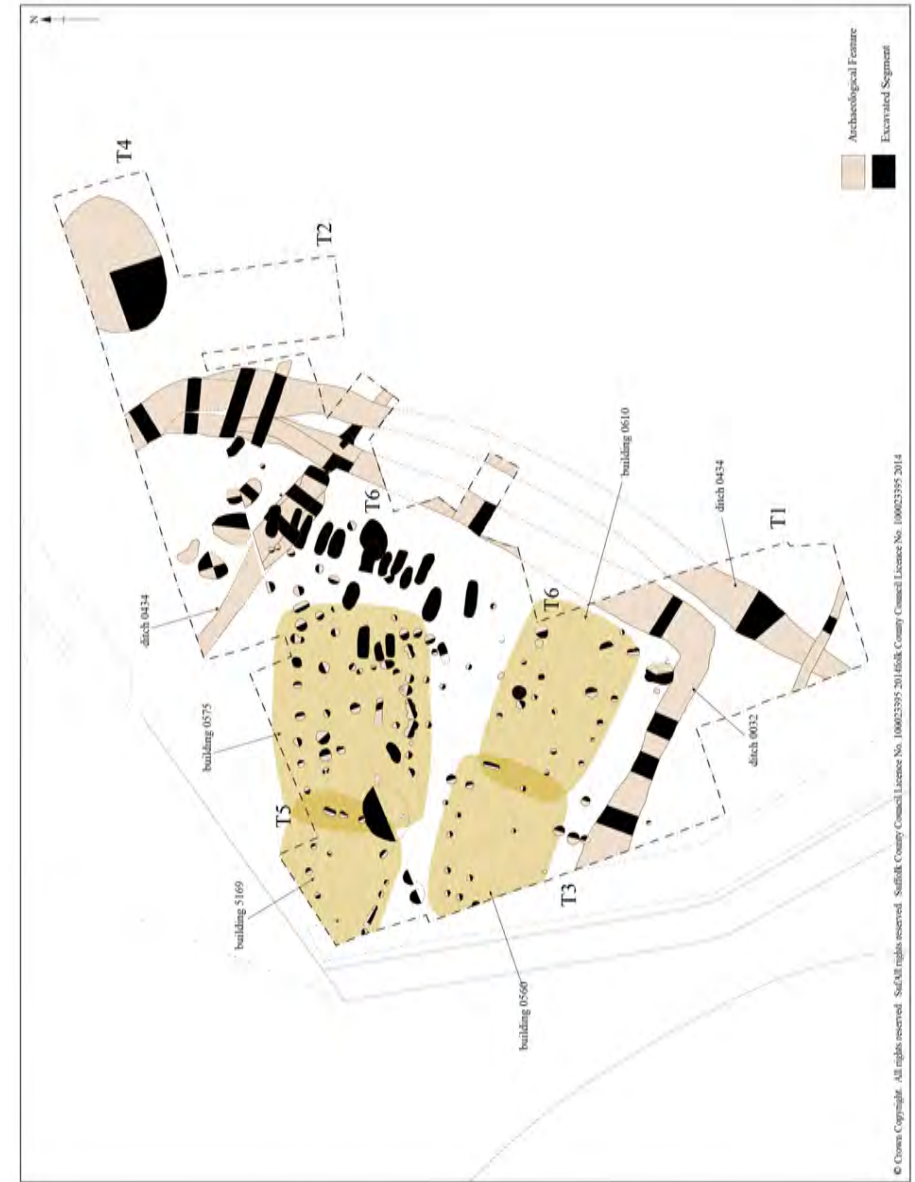 N
T4
T2
ditch 0434
T6
building 0575
T5
building 5169
building 0610
ditch 0434
T1
T6
ditch 0032
T3
building 0560
Archaeological Feature
Excavated Segment
© Crown Copyright. All rights reserved. Suffolk County Council Licence No. 100023395 2014